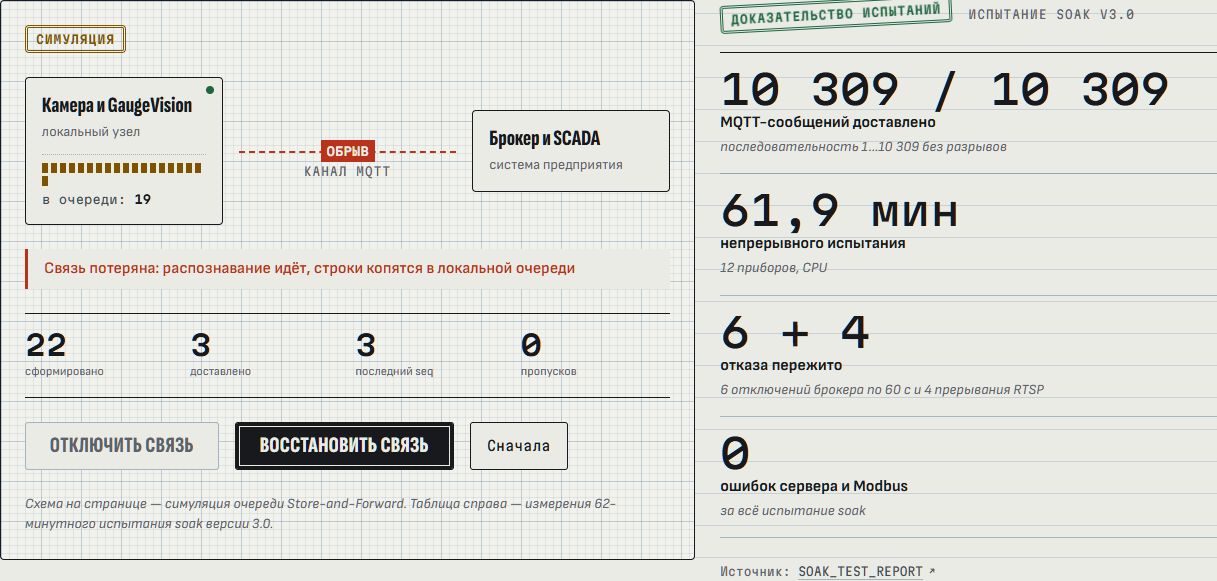 СИМУЛЯЦИЯ
Камера и GaugeVision
локальный узел
в очереди: 19
ОБРЫВ
КАНАЛ MQTT
Брокер и SCADA
система предприятия
Связь потеряна: распознавание идёт, строки копятся в локальной очереди
22
сформировано
3
доставлено
3
последний seq
0
пропусков
ОТКЛЮЧИТЬ СВЯЗЬ
ВОССТАНОВИТЬ СВЯЗЬ
Сначала
Схема на странице — симуляция очереди Store-and-Forward. Таблица справа — измерения 62-
минутного испытания soak версии 3.0.
ДОКАЗАТЕЛЬСТВО ИСПЫТАНИЙ
ИСПЫТАНИЕ SOAK V3.0
10 309 / 10 309
MQTT-сообщений доставлено
последовательность 1…10 309 без разрывов
61,9 мин
непрерывного испытания
12 приборов, CPU
6 + 4
отказа пережито
6 отключений брокера по 60 с и 4 прерывания RTSP
0
ошибок сервера и Modbus
за всё испытание soak
Источник: SOAK_TEST_REPORT ↗